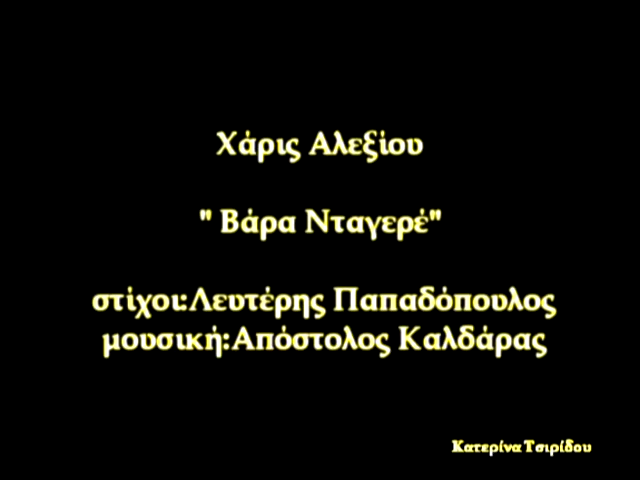 Χάρις Αλεξίου
" Βάρα Νταγερέ"
στίχοι:Λευτέρης Παπαδόπουλος
μουσική:Απόστολος Καλδάρας
Κατερίνα Τσιρίδου